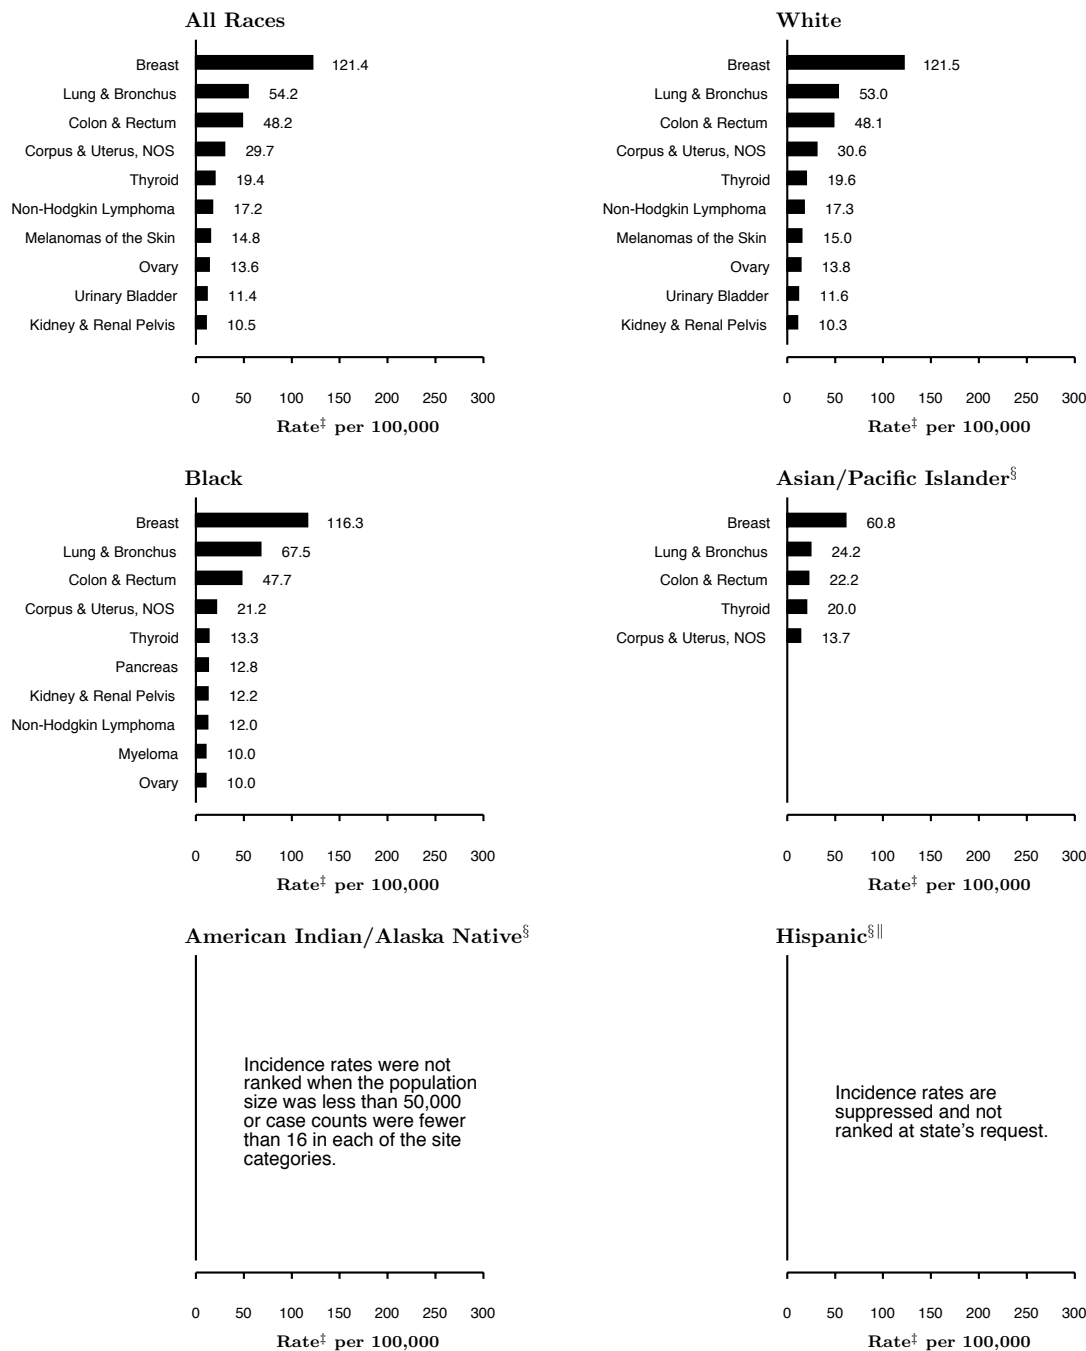 All Races
Breast 121.4
Lung & Bronchus 54.2
Colon & Rectum 48.2
Corpus & Uterus, NOS 29.7
Thyroid 19.4
Non-Hodgkin Lymphoma 17.2
Melanomas of the Skin 14.8
Ovary 13.6
Urinary Bladder 11.4
Kidney & Renal Pelvis 10.5
0 50 100 150 200 250 300
Rate‡ per 100,000
White
Breast 121.5
Lung & Bronchus 53.0
Colon & Rectum 48.1
Corpus & Uterus, NOS 30.6
Thyroid 19.6
Non-Hodgkin Lymphoma 17.3
Melanomas of the Skin 15.0
Ovary 13.8
Urinary Bladder 11.6
Kidney & Renal Pelvis 10.3
0 50 100 150 200 250 300
Rate‡ per 100,000
Black
Breast 116.3
Lung & Bronchus 67.5
Colon & Rectum 47.7
Corpus & Uterus, NOS 21.2
Thyroid 13.3
Pancreas 12.8
Kidney & Renal Pelvis 12.2
Non-Hodgkin Lymphoma 12.0
Myeloma 10.0
Ovary 10.0
0 50 100 150 200 250 300
Rate‡ per 100,000
Asian/Pacific Islander§
Breast 60.8
Lung & Bronchus 24.2
Colon & Rectum 22.2
Thyroid 20.0
Corpus & Uterus, NOS 13.7
0 50 100 150 200 250 300
Rate‡ per 100,000
American Indian/Alaska Native§
Incidence rates were not
ranked when the population
size was less than 50,000
or case counts were fewer
than 16 in each of the site
categories.
0 50 100 150 200 250 300
Rate‡ per 100,000
Hispanic§‖
Incidence rates are
suppressed and not
ranked at state's request.
0 50 100 150 200 250 300
Rate‡ per 100,000